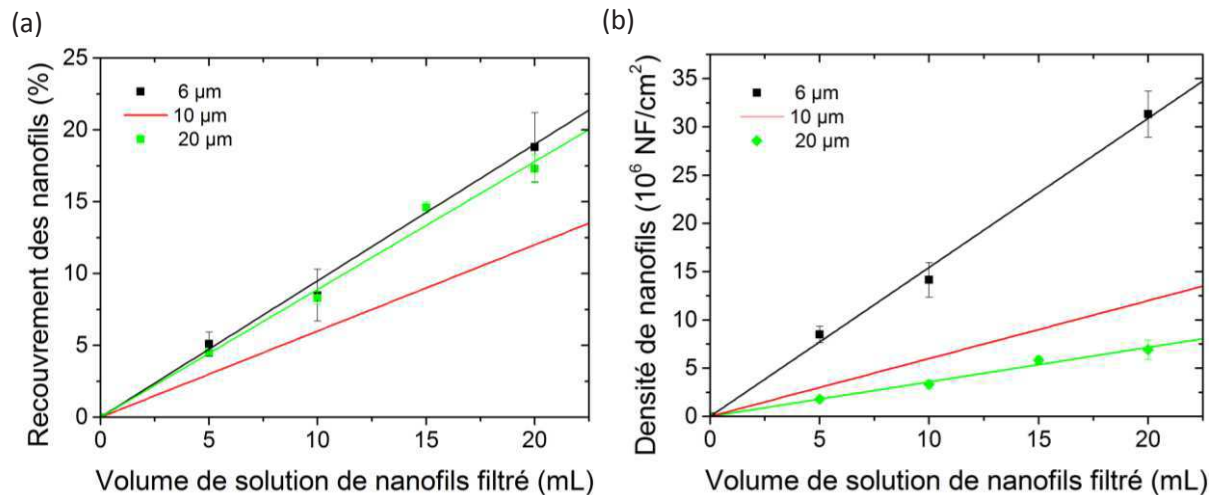 (a)
Recouvrement des nanofils (%)
25
20
15
10
5
0
6 µm
10 µm
20 µm
0 5 10 15 20
Volume de solution de nanofils filtré (mL)
(b)
Densité de nanofils (10⁶ NF/cm²)
35
30
25
20
15
10
5
0
6 µm
10 µm
20 µm
0 5 10 15 20
Volume de solution de nanofils filtré (mL)